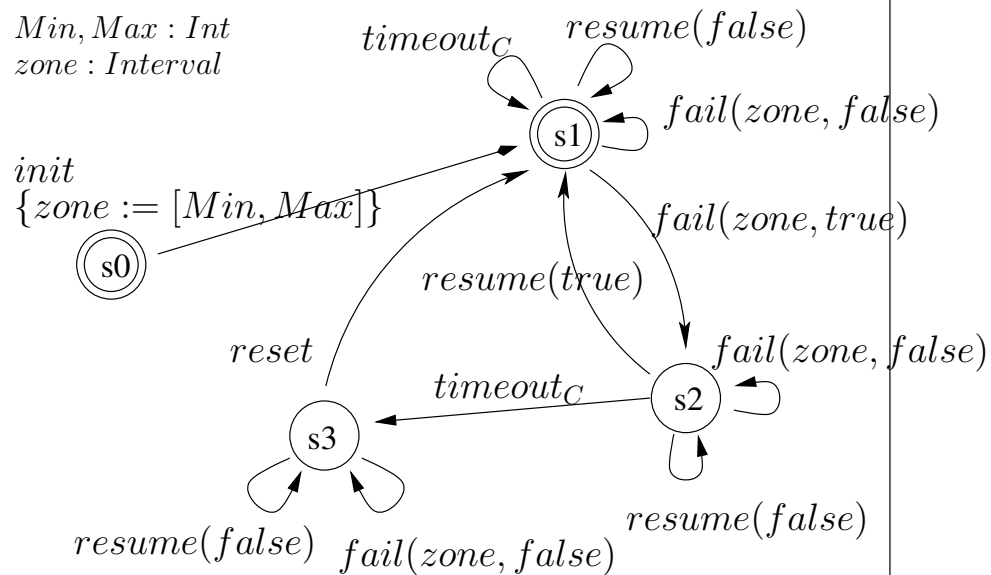 Min, Max : Int
zone : Interval
timeout_C
resume(false)
fail(zone, false)
s1
init
{zone := [Min, Max]}
s0
fail(zone, true)
resume(true)
reset
timeout_C
fail(zone, false)
s2
s3
resume(false)
resume(false)
fail(zone, false)